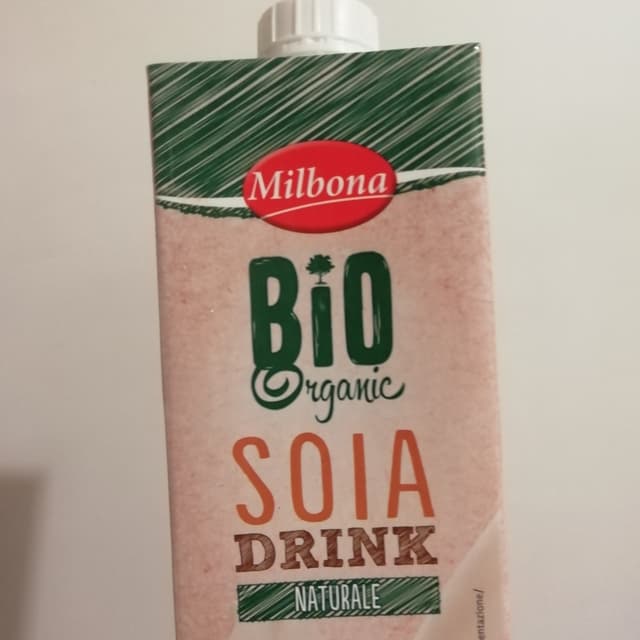 Milbona
BiO
Organic
SOIA
DRINK
NATURALE